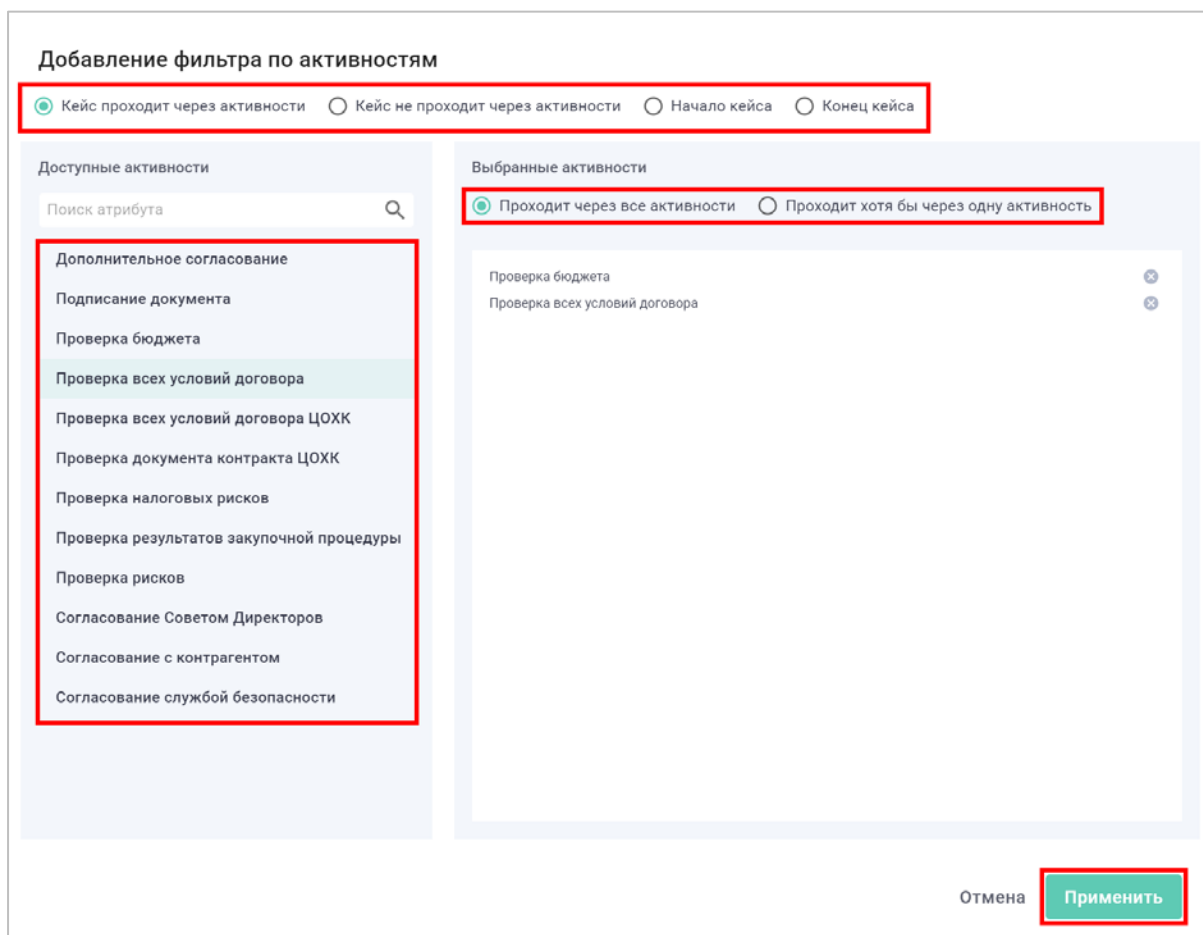 Добавление фильтра по активностям
Кейс проходит через активности Кейс не проходит через активности Начало кейса Конец кейса
Доступные активности
Поиск атрибута
Дополнительное согласование
Подписание документа
Проверка бюджета
Проверка всех условий договора
Проверка всех условий договора ЦОХК
Проверка документа контракта ЦОХК
Проверка налоговых рисков
Проверка результатов закупочной процедуры
Проверка рисков
Согласование Советом Директоров
Согласование с контрагентом
Согласование службой безопасности
Выбранные активности
Проходит через все активности Проходит хотя бы через одну активность
Проверка бюджета
Проверка всех условий договора
Отмена Применить